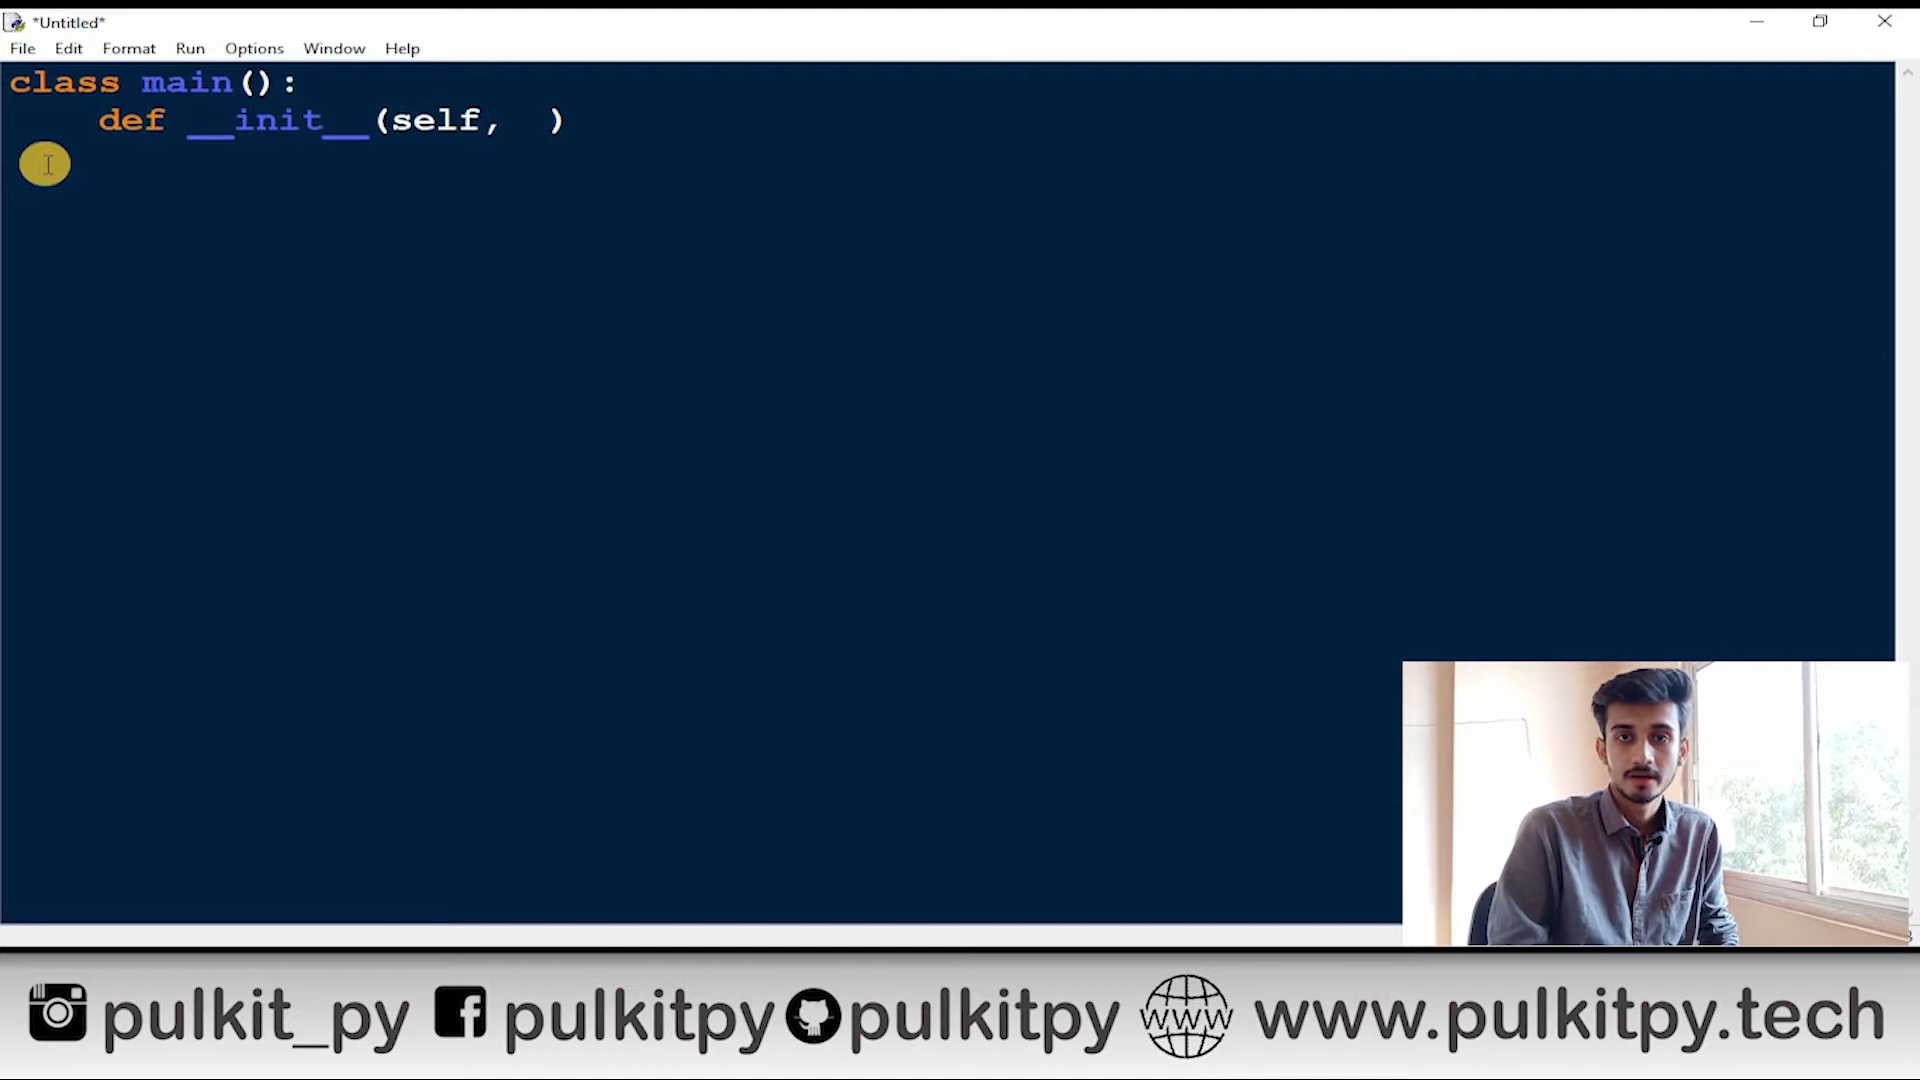 *Untitled*
File Edit Format Run Options Window Help
class main():
    def __init__(self,  )
pulkit_py pulkitpy pulkitpy WWW www.pulkitpy.tech